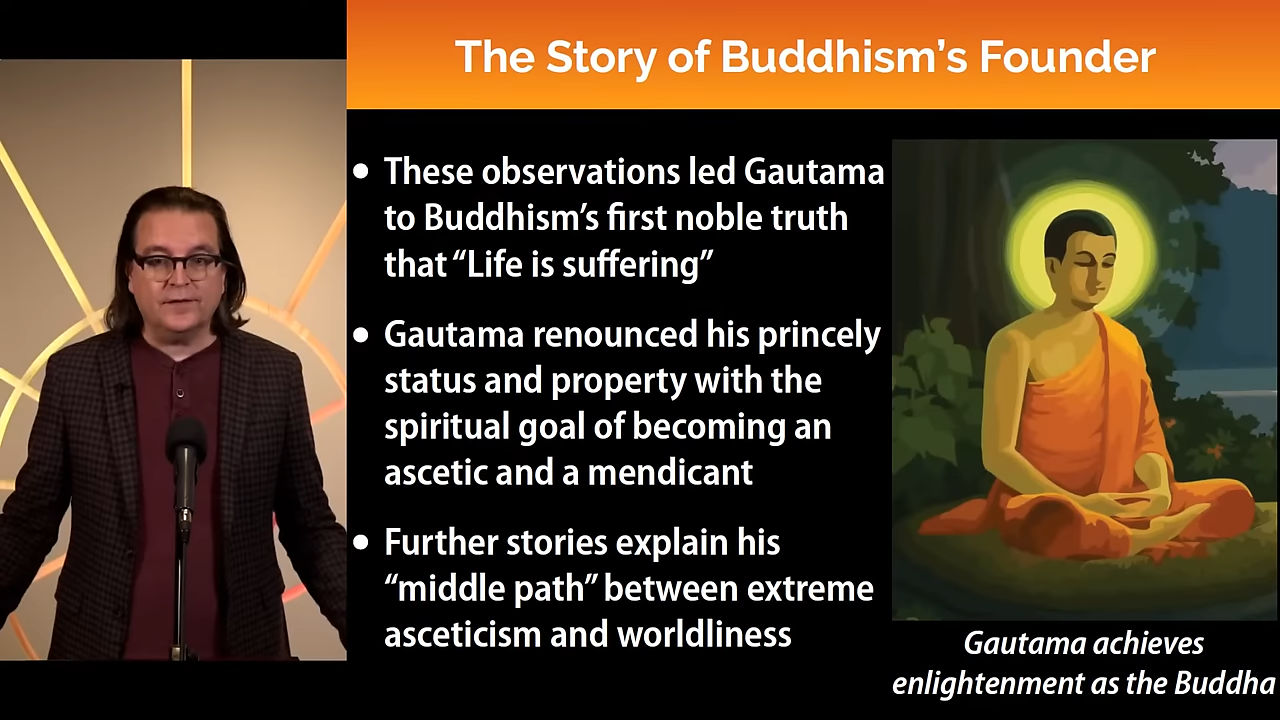 The Story of Buddhism’s Founder
• These observations led Gautama
to Buddhism’s first noble truth
that “Life is suffering”
• Gautama renounced his princely
status and property with the
spiritual goal of becoming an
ascetic and a mendicant
• Further stories explain his
“middle path” between extreme
asceticism and worldliness
Gautama achieves
enlightenment as the Buddha